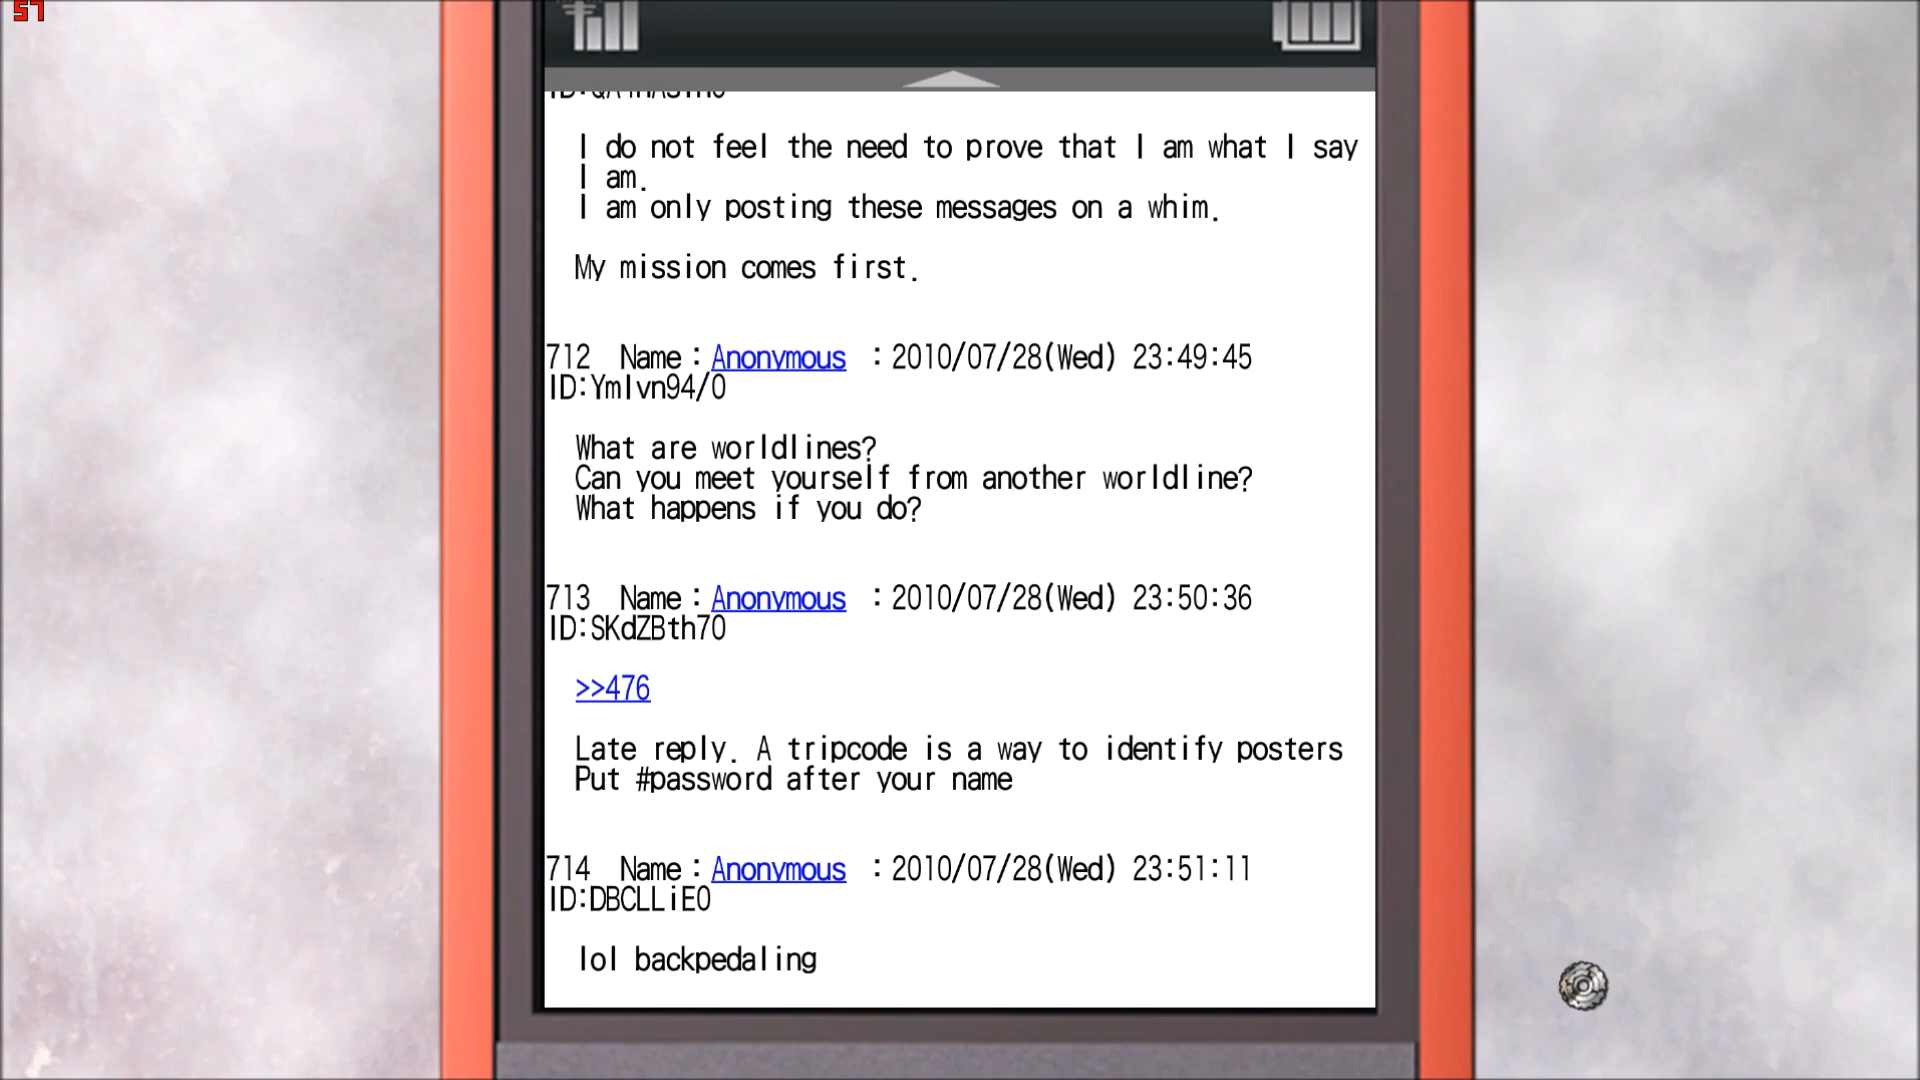 57
I do not feel the need to prove that I am what I say
I am.
I am only posting these messages on a whim.
My mission comes first.
712 Name：Anonymous ：2010/07/28(Wed) 23:49:45
ID:YmIvn94/0
What are worldlines?
Can you meet yourself from another worldline?
What happens if you do?
713 Name：Anonymous ：2010/07/28(Wed) 23:50:36
ID:SKdZBth70
>>476
Late reply. A tripcode is a way to identify posters
Put #password after your name
714 Name：Anonymous ：2010/07/28(Wed) 23:51:11
ID:DBCLLiE0
lol backpedaling